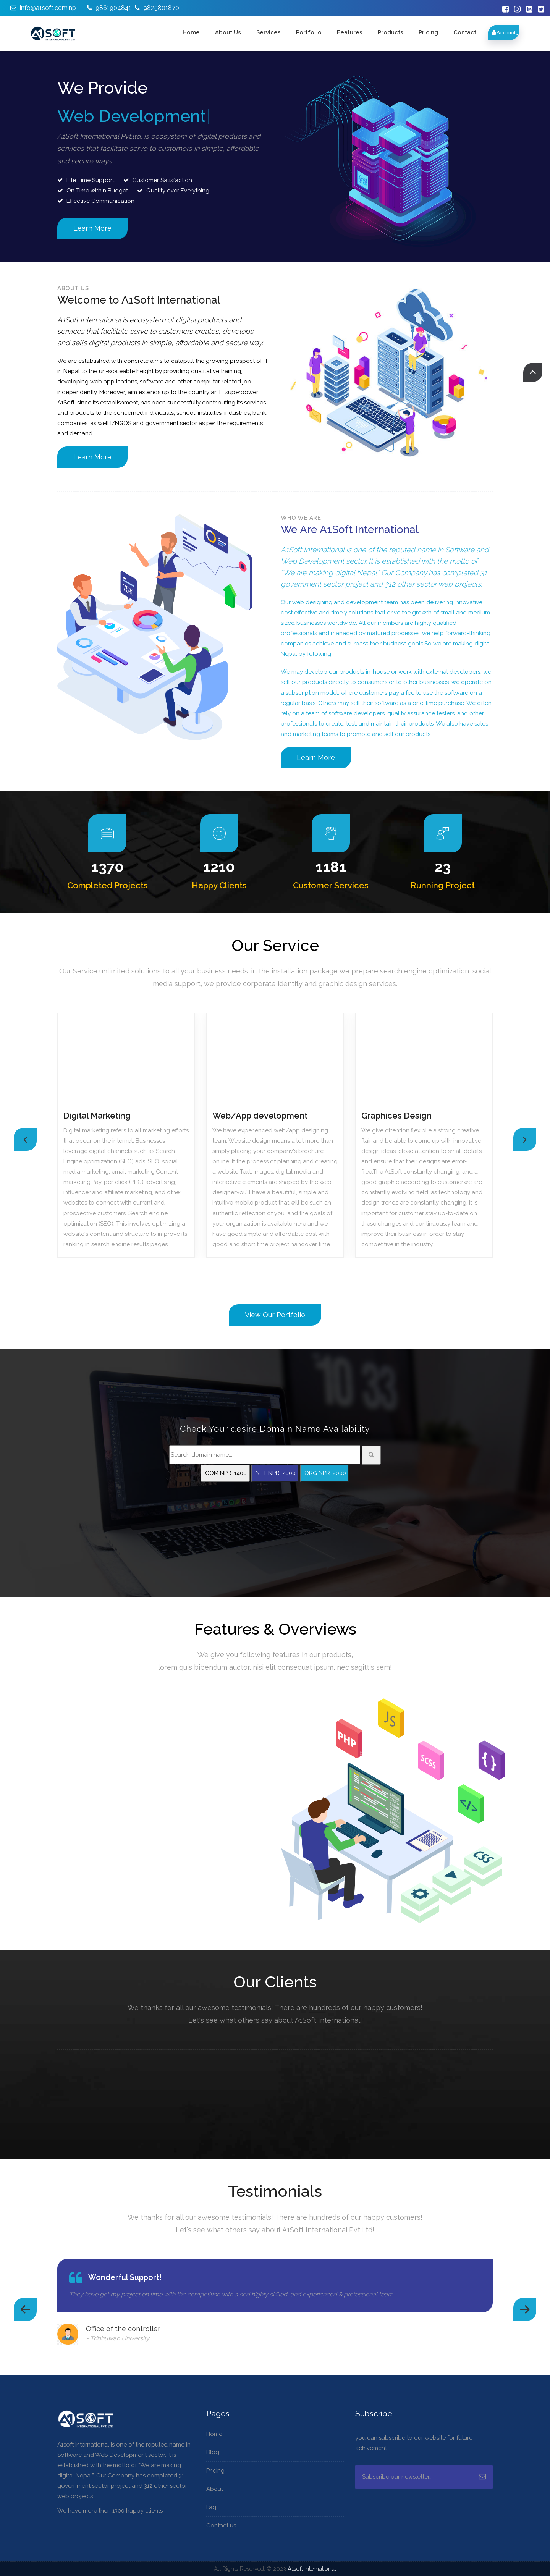 info@a1soft.com.np 9861904841 9825801870
A1SOFT INTERNATIONAL PVT. LTD
Home About Us Services Portfolio Features Products Pricing Contact Account
We Provide
Web Development|
A1Soft International Pvt.ltd. is ecosystem of digital products and
services that facilitate serve to customers in simple, affordable
and secure ways.
Life Time Support Customer Satisfaction
On Time within Budget Quality over Everything
Effective Communication
Learn More
ABOUT US
Welcome to A1Soft International
A1Soft International is ecosystem of digital products and
services that facilitate serve to customers creates, develops,
and sells digital products in simple, affordable and secure way.
We are established with concrete aims to catapult the growing prospect of IT
in Nepal to the un-scaleable height by providing qualitative training,
developing web applications, software and other computer related job
independently. Moreover, aim extends up to the country an IT superpower.
A1Soft, since establishment, has been successfully contributing its services
and products to the concerned individuals, school, institutes, industries, bank,
companies, as well I/NGOS and government sector as per the requirements
and demand.
Learn More
75%
WHO WE ARE
We Are A1Soft International
A1Soft International is one of the reputed name in Software and
Web Development sector. It is established with the motto of
"We are making digital Nepal". Our Company has completed 31
government sector project and 312 other sector web projects.
Our web designing and development team has been delivering innovative,
cost effective and timely solutions that drive the growth of small and medium-
sized businesses worldwide. All our members are highly qualified
professionals and managed by matured processes, we help forward-thinking
companies achieve and surpass their business goals.So we are making digital
Nepal by folowing.
We may develop our products in-house or work with external developers. we
sell our products directly to consumers or to other businesses. we operate on
a subscription model, where customers pay a fee to use the software on a
regular basis. Others may sell their software as a one-time purchase. We often
rely on a team of software developers, quality assurance testers, and other
professionals to create, test, and maintain their products. We also have sales
and marketing teams to promote and sell our products.
Learn More
1370 1210 1181 23
Completed Projects Happy Clients Customer Services Running Project
Our Service
Our Service unlimited solutions to all your business needs. in the installation package we prepare search engine optimization, social
media support, we provide corporate identity and graphic design services.
Digital Marketing
Digital marketing refers to all marketing efforts
that occur on the internet. Businesses
leverage digital channels such as Search
Engine optimization (SEO) ads, SEO, social
media marketing, email marketing,Content
marketing,Pay-per-click (PPC) advertising,
Influencer and affiliate marketing, and other
websites to connect with current and
prospective customers. Search engine
optimization (SEO): This involves optimizing a
website's content and structure to improve its
ranking in search engine results pages.
Web/App development
We have experienced web/app designing
team, Website design means a lot more than
simply placing your company's brochure
online. It the process of planning and creating
a website.Text, images, digital media and
interactive elements are shaped by the web
designer.you'll have a beautiful, simple and
intuitive mobile product that will be such an
authentic reflection of you, and the goals of
your organization is available here and we
have good,simple and affordable cost with
good and short time project handover time.
Graphices Design
We give s t9ention,flexibile e strong creative
flair and be able to come up with innovative
design ideas, close attention to small details
and ensure that their designs are error-
free.The A1Soft constantly changing, and a
good graphic according to customer.we are
constantly evolving field, as technology and
design trends are constantly changing. It is
important for customer stay up-to-date on
these changes and continuously learn and
improve their business.in order to stay
competitive in the industry.
View Our Portfolio
Check Your desire Domain Name Availability
Search domain name...
.COM NPR. 1400 .NET NPR. 2000 .ORG NPR. 2000
Features & Overviews
We give you following features in our products,
lorem quis bibendum auctor, nisi elit consequat ipsum, nec sagittis sem!
PHP
JS
SCSS
{ }
</>
CSS
Our Clients
We thanks for all our awesome testimonials! There are hundreds of our happy customers!
Let's see what others say about A1Soft International!
Testimonials
We thanks for all our awesome testimonials! There are hundreds of our happy customers!
Let's see what others say about A1Soft International Pvt.Ltd!
Wonderful Support!
They have got my project on time with the competition with a sed highly skilled, and experienced & professional team.
Office of the controller
- Tribhuwan University
A1SOFT INTERNATIONAL PVT. LTD
A1soft International Is one of the reputed name in
Software and Web Development sector. It is
established with the motto of "We are making
digital Nepal". Our Company has completed 31
government sector project and 312 other sector
web projects..
We have more then 1300 happy clients.
Pages
Home
Blog
Pricing
About
Faq
Contact us
Subscribe
you can subscribe to our webiste for future
achivement.
Subscribe our newsletter
All Rights Reserved. © 2023 A1soft International